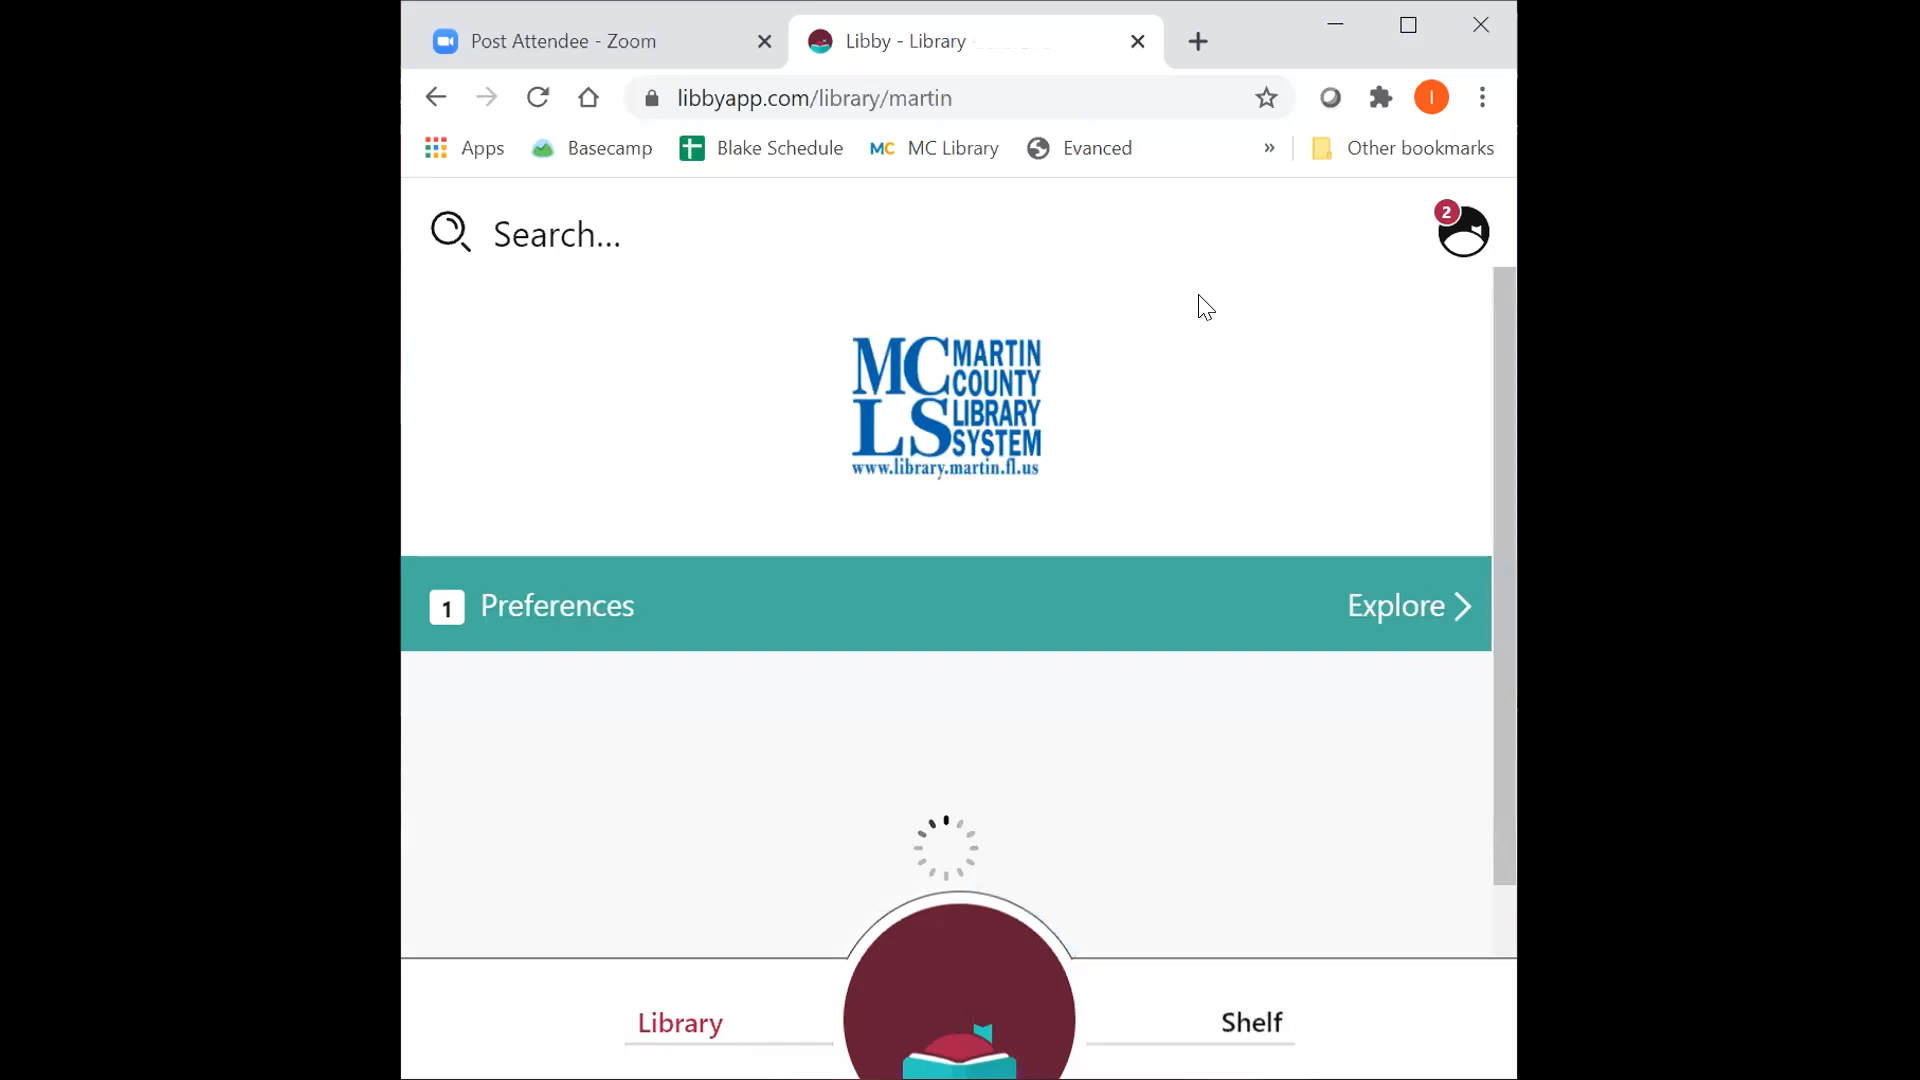 Post Attendee - Zoom
Libby - Library
libbyapp.com/library/martin
I
Apps
Basecamp
Blake Schedule
MC MC Library
Evanced
»
Other bookmarks
Search...
2
MC MARTIN
COUNTY
LS LIBRARY
SYSTEM
www.library.martin.fl.us
1 Preferences
Explore
Library
Shelf